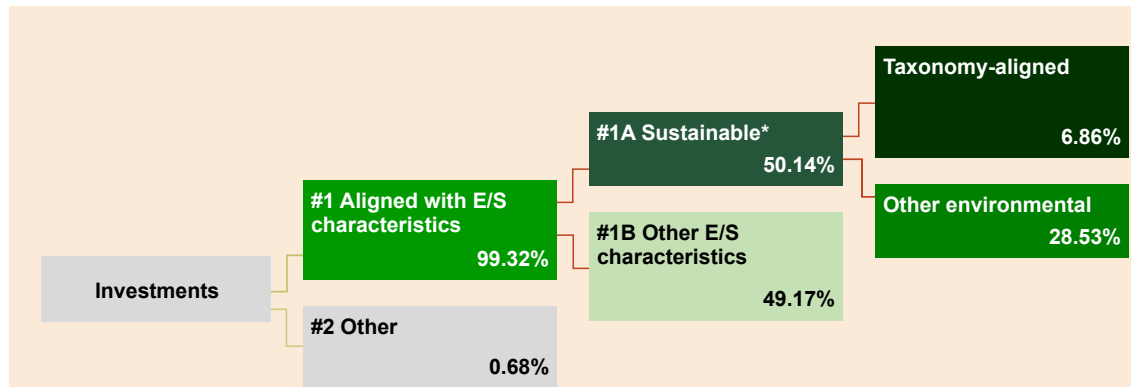 Investments
#1 Aligned with E/S
characteristics
99.32%
#2 Other
0.68%
#1A Sustainable*
50.14%
#1B Other E/S
characteristics
49.17%
Taxonomy-aligned
6.86%
Other environmental
28.53%